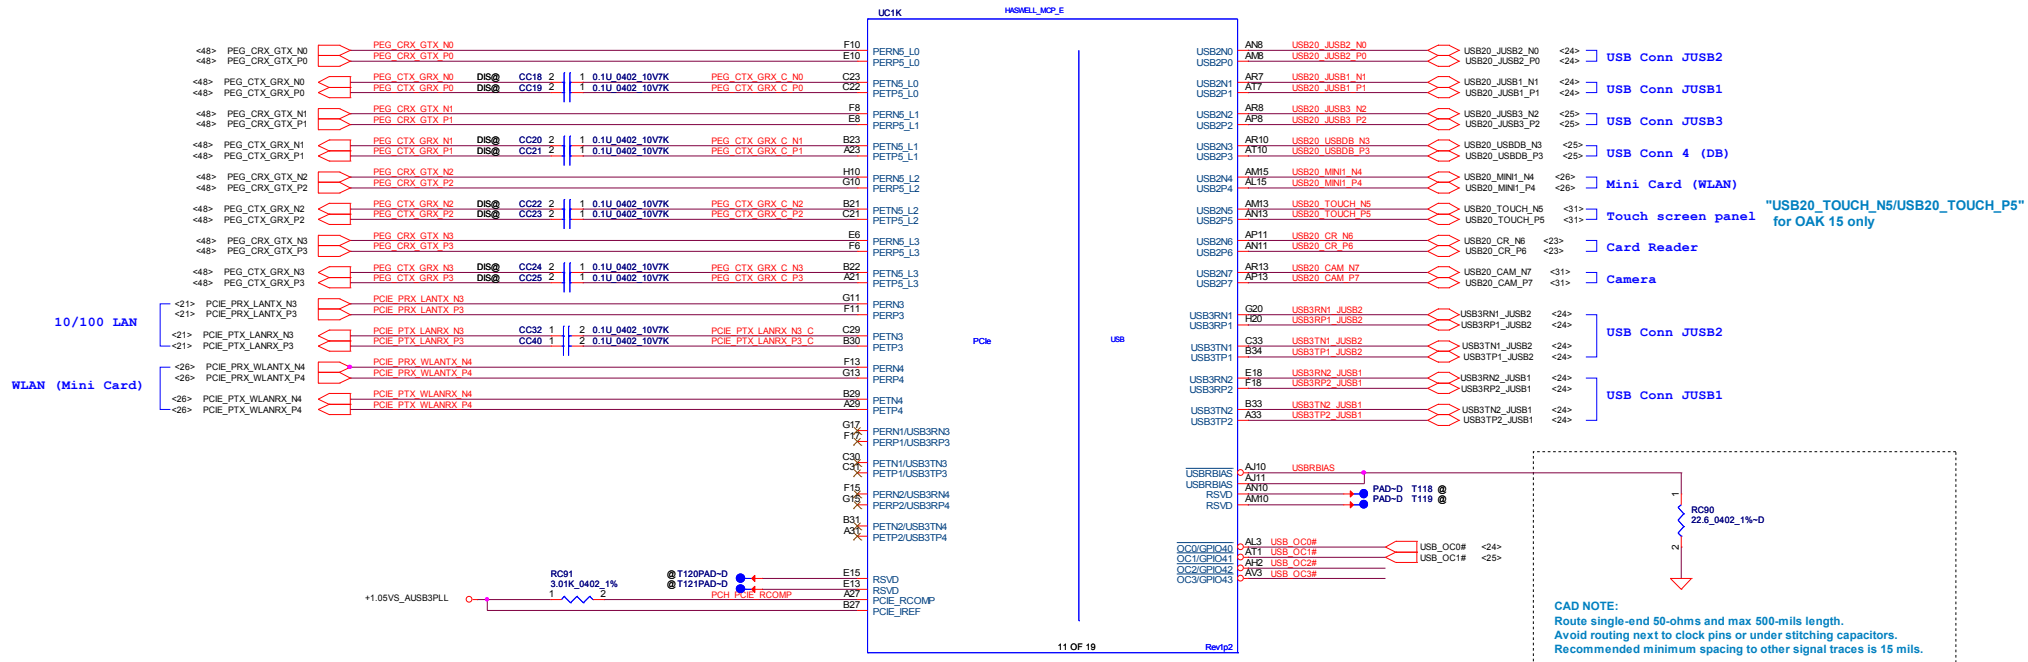 UC1K
HASWELL_MCP_E
<48> PEG_CRX_GTX_N0 PEG_CRX_GTX_N0 F10 PERN5_L0
<48> PEG_CRX_GTX_P0 PEG_CRX_GTX_P0 E10 PERP5_L0
<48> PEG_CTX_GRX_N0 PEG_CTX_GRX_N0 DIS@ CC18 2 1 0.1U_0402_10V7K PEG_CTX_GRX_C_N0 C23 PETN5_L0
<48> PEG_CTX_GRX_P0 PEG_CTX_GRX_P0 DIS@ CC19 2 1 0.1U_0402_10V7K PEG_CTX_GRX_C_P0 C22 PETP5_L0
<48> PEG_CRX_GTX_N1 PEG_CRX_GTX_N1 F8 PERN5_L1
<48> PEG_CRX_GTX_P1 PEG_CRX_GTX_P1 E8 PERP5_L1
<48> PEG_CTX_GRX_N1 PEG_CTX_GRX_N1 DIS@ CC20 2 1 0.1U_0402_10V7K PEG_CTX_GRX_C_N1 B23 PETN5_L1
<48> PEG_CTX_GRX_P1 PEG_CTX_GRX_P1 DIS@ CC21 2 1 0.1U_0402_10V7K PEG_CTX_GRX_C_P1 A23 PETP5_L1
<48> PEG_CRX_GTX_N2 PEG_CRX_GTX_N2 H10 PERN5_L2
<48> PEG_CRX_GTX_P2 PEG_CRX_GTX_P2 G10 PERP5_L2
<48> PEG_CTX_GRX_N2 PEG_CTX_GRX_N2 DIS@ CC22 2 1 0.1U_0402_10V7K PEG_CTX_GRX_C_N2 B21 PETN5_L2
<48> PEG_CTX_GRX_P2 PEG_CTX_GRX_P2 DIS@ CC23 2 1 0.1U_0402_10V7K PEG_CTX_GRX_C_P2 C21 PETP5_L2
<48> PEG_CRX_GTX_N3 PEG_CRX_GTX_N3 E6 PERN5_L3
<48> PEG_CRX_GTX_P3 PEG_CRX_GTX_P3 F6 PERP5_L3
<48> PEG_CTX_GRX_N3 PEG_CTX_GRX_N3 DIS@ CC24 2 1 0.1U_0402_10V7K PEG_CTX_GRX_C_N3 B22 PETN5_L3
<48> PEG_CTX_GRX_P3 PEG_CTX_GRX_P3 DIS@ CC25 2 1 0.1U_0402_10V7K PEG_CTX_GRX_C_P3 A21 PETP5_L3
10/100 LAN
<21> PCIE_PRX_LANTX_N3 PCIE_PRX_LANTX_N3 G11 PERN3
<21> PCIE_PRX_LANTX_P3 PCIE_PRX_LANTX_P3 F11 PERP3
<21> PCIE_PTX_LANRX_N3 PCIE_PTX_LANRX_N3 CC32 1 2 0.1U_0402_10V7K PCIE_PTX_LANRX_N3_C C29 PETN3
<21> PCIE_PTX_LANRX_P3 PCIE_PTX_LANRX_P3 CC40 1 2 0.1U_0402_10V7K PCIE_PTX_LANRX_P3_C B30 PETP3
WLAN (Mini Card)
<26> PCIE_PRX_WLANTX_N4 PCIE_PRX_WLANTX_N4 F13 PERN4
<26> PCIE_PRX_WLANTX_P4 PCIE_PRX_WLANTX_P4 G13 PERP4
<26> PCIE_PTX_WLANRX_N4 PCIE_PTX_WLANRX_N4 B29 PETN4
<26> PCIE_PTX_WLANRX_P4 PCIE_PTX_WLANRX_P4 A29 PETP4
G17 PERN1/USB3RN3
F17 PERP1/USB3RP3
C30 PETN1/USB3TN3
C31 PETP1/USB3TP3
F15 PERN2/USB3RN4
G15 PERP2/USB3RP4
B31 PETN2/USB3TN4
A31 PETP2/USB3TP4
@T120PAD~D E15 RSVD
@T121PAD~D E13 RSVD
RC91
3.01K_0402_1%
+1.05VS_AUSB3PLL 1 2 PCH_PCIE_RCOMP A27 PCIE_RCOMP
B27 PCIE_IREF
PCIe
USB
11 OF 19
Rev1p2
USB2N0 AN8 USB20_JUSB2_N0 USB20_JUSB2_N0 <24>
USB2P0 AM8 USB20_JUSB2_P0 USB20_JUSB2_P0 <24>
USB Conn JUSB2
USB2N1 AR7 USB20_JUSB1_N1 USB20_JUSB1_N1 <24>
USB2P1 AT7 USB20_JUSB1_P1 USB20_JUSB1_P1 <24>
USB Conn JUSB1
USB2N2 AR8 USB20_JUSB3_N2 USB20_JUSB3_N2 <25>
USB2P2 AP8 USB20_JUSB3_P2 USB20_JUSB3_P2 <25>
USB Conn JUSB3
USB2N3 AR10 USB20_USBDB_N3 USB20_USBDB_N3 <25>
USB2P3 AT10 USB20_USBDB_P3 USB20_USBDB_P3 <25>
USB Conn 4 (DB)
USB2N4 AM15 USB20_MINI1_N4 USB20_MINI1_N4 <26>
USB2P4 AL15 USB20_MINI1_P4 USB20_MINI1_P4 <26>
Mini Card (WLAN)
USB2N5 AM13 USB20_TOUCH_N5 USB20_TOUCH_N5 <31>
USB2P5 AN13 USB20_TOUCH_P5 USB20_TOUCH_P5 <31>
Touch screen panel
"USB20_TOUCH_N5/USB20_TOUCH_P5"
for OAK 15 only
USB2N6 AP11 USB20_CR_N6 USB20_CR_N6 <23>
USB2P6 AN11 USB20_CR_P6 USB20_CR_P6 <23>
Card Reader
USB2N7 AR13 USB20_CAM_N7 USB20_CAM_N7 <31>
USB2P7 AP13 USB20_CAM_P7 USB20_CAM_P7 <31>
Camera
USB3RN1 G20 USB3RN1_JUSB2 USB3RN1_JUSB2 <24>
USB3RP1 H20 USB3RP1_JUSB2 USB3RP1_JUSB2 <24>
USB Conn JUSB2
USB3TN1 C33 USB3TN1_JUSB2 USB3TN1_JUSB2 <24>
USB3TP1 B34 USB3TP1_JUSB2 USB3TP1_JUSB2 <24>
USB3RN2 E18 USB3RN2_JUSB1 USB3RN2_JUSB1 <24>
USB3RP2 F18 USB3RP2_JUSB1 USB3RP2_JUSB1 <24>
USB Conn JUSB1
USB3TN2 B33 USB3TN2_JUSB1 USB3TN2_JUSB1 <24>
USB3TP2 A33 USB3TP2_JUSB1 USB3TP2_JUSB1 <24>
USBRBIAS AJ10 USBRBIAS
USBRBIAS AJ11
RSVD AN10 PAD~D T118 @
RSVD AM10 PAD~D T119 @
OC0/GPIO40 AL3 USB_OC0# USB_OC0# <24>
OC1/GPIO41 AT1 USB_OC1# USB_OC1# <25>
OC2/GPIO42 AH2 USB_OC2#
OC3/GPIO43 AV3 USB_OC3#
1
RC90
22.6_0402_1%~D
2
CAD NOTE:
Route single-end 50-ohms and max 500-mils length.
Avoid routing next to clock pins or under stitching capacitors.
Recommended minimum spacing to other signal traces is 15 mils.